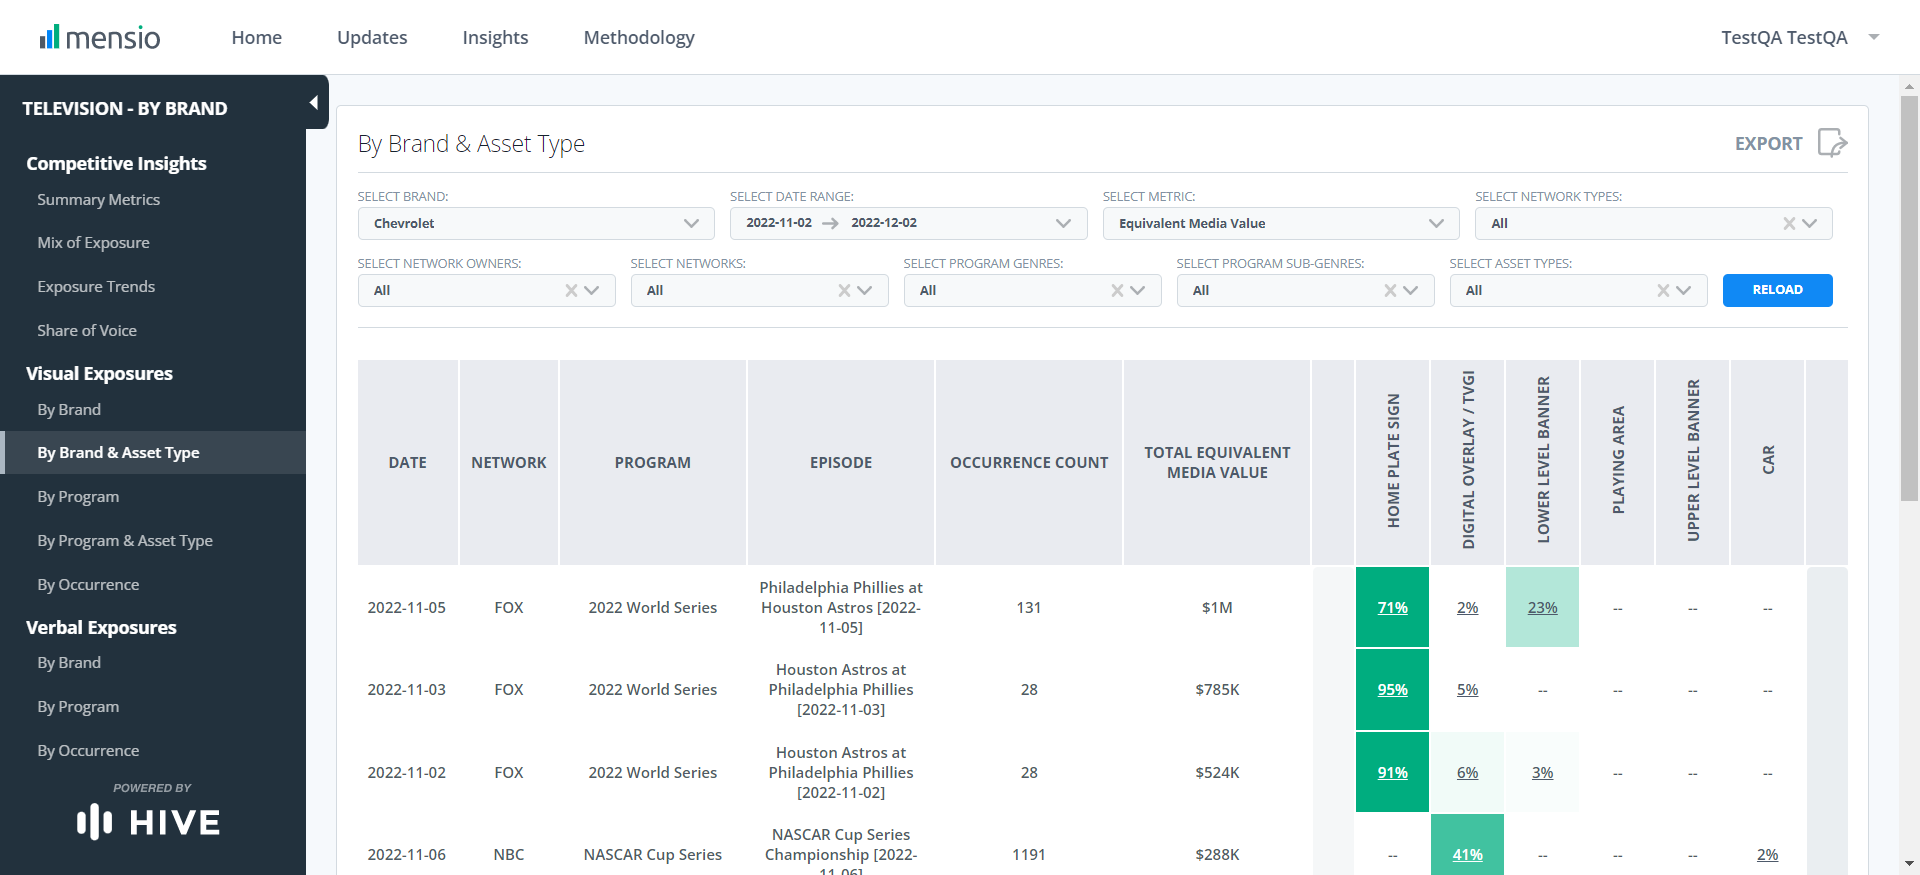 mensio
Home
Updates
Insights
Methodology
TestQA TestQA
TELEVISION - BY BRAND
Competitive Insights
Summary Metrics
Mix of Exposure
Exposure Trends
Share of Voice
Visual Exposures
By Brand
By Brand & Asset Type
By Program
By Program & Asset Type
By Occurrence
Verbal Exposures
By Brand
By Program
By Occurrence
POWERED BY
HIVE
By Brand & Asset Type
EXPORT
SELECT BRAND:
Chevrolet
SELECT DATE RANGE:
2022-11-02 → 2022-12-02
SELECT METRIC:
Equivalent Media Value
SELECT NETWORK TYPES:
All
SELECT NETWORK OWNERS:
All
SELECT NETWORKS:
All
SELECT PROGRAM GENRES:
All
SELECT PROGRAM SUB-GENRES:
All
SELECT ASSET TYPES:
All
RELOAD
DATE
NETWORK
PROGRAM
EPISODE
OCCURRENCE COUNT
TOTAL EQUIVALENT
MEDIA VALUE
HOME PLATE SIGN
DIGITAL OVERLAY / TVGI
LOWER LEVEL BANNER
PLAYING AREA
UPPER LEVEL BANNER
CAR
2022-11-05
FOX
2022 World Series
Philadelphia Phillies at
Houston Astros [2022-
11-05]
131
$1M
71%
2%
23%
--
--
--
2022-11-03
FOX
2022 World Series
Houston Astros at
Philadelphia Phillies
[2022-11-03]
28
$785K
95%
5%
--
--
--
--
2022-11-02
FOX
2022 World Series
Houston Astros at
Philadelphia Phillies
[2022-11-02]
28
$524K
91%
6%
3%
--
--
--
2022-11-06
NBC
NASCAR Cup Series
NASCAR Cup Series
Championship [2022-
11-06]
1191
$288K
--
41%
--
--
--
2%